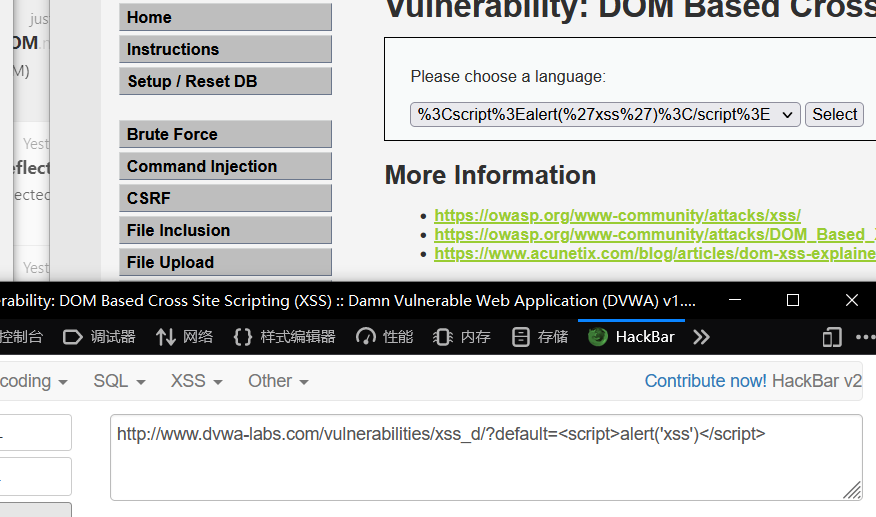 just
Home
Vulnerability: DOM Based Cross
OM.
Instructions
M)
Setup / Reset DB
Please choose a language:
%3Cscript%3Ealert(%27xss%27)%3C/script%3E
Select
Brute Force
Yest
Command Injection
eflect
More Information
ected
CSRF
https://owasp.org/www-community/attacks/xss/
File Inclusion
https://owasp.org/www-community/attacks/DOM_Based_
https://www.acunetix.com/blog/articles/dom-xss-explaine
File Upload
Yest
erability: DOM Based Cross Site Scripting (XSS) :: Damn Vulnerable Web Application (DVWA) v1....
控制台 调试器 网络 {} 样式编辑器 性能 内存 存储 HackBar
coding SQL XSS Other Contribute now! HackBar v2
http://www.dvwa-labs.com/vulnerabilities/xss_d/?default=<script>alert('xss')</script>